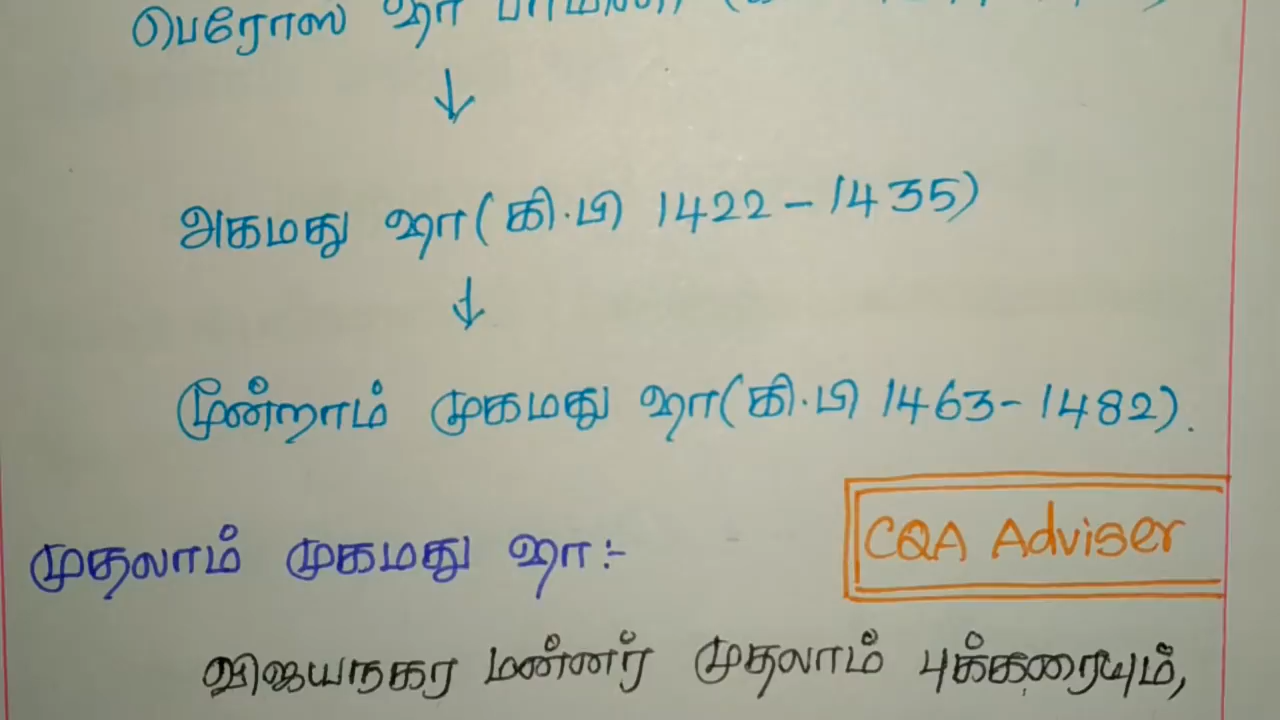 பெரோஸ் ஷா பாமினி
↓
அகமது ஷா (கி.பி 1422 - 1435)
↓
மூன்றாம் முகமது ஷா (கி.பி 1463 - 1482).
CQA Adviser
முதலாம் முகமது ஷா :-
விஜயநகர மன்னர் முதலாம் புக்கரையும்,